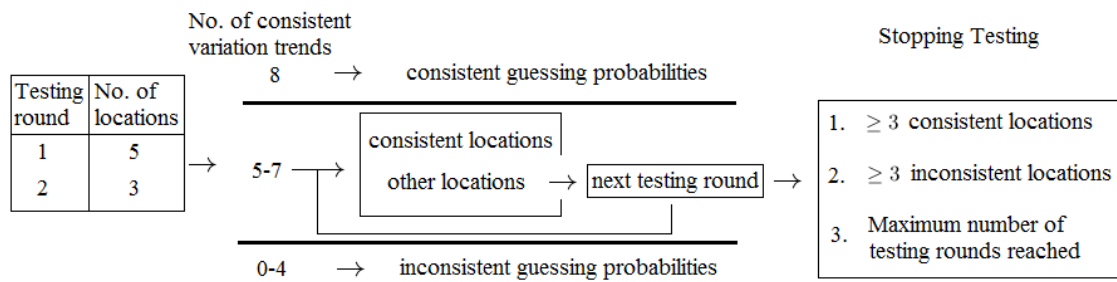 No. of consistent
variation trends
Stopping Testing
8 → consistent guessing probabilities
Testing round No. of locations
1 5
2 3
→
5-7
consistent locations
other locations → next testing round →
0-4 → inconsistent guessing probabilities
1. ≥ 3 consistent locations
2. ≥ 3 inconsistent locations
3. Maximum number of
testing rounds reached